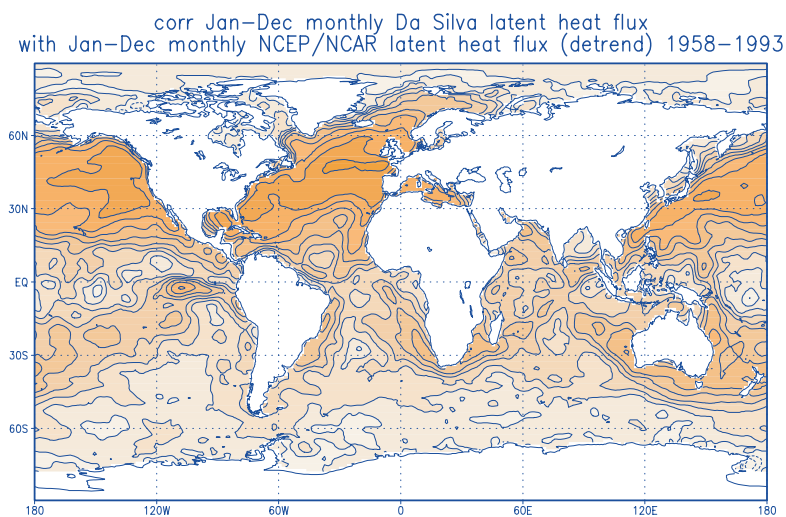 corr Jan-Dec monthly Da Silva latent heat flux
with Jan-Dec monthly NCEP/NCAR latent heat flux (detrend) 1958-1993
60N
30N
EQ
30S
60S
180 120W 60W 0 60E 120E 180